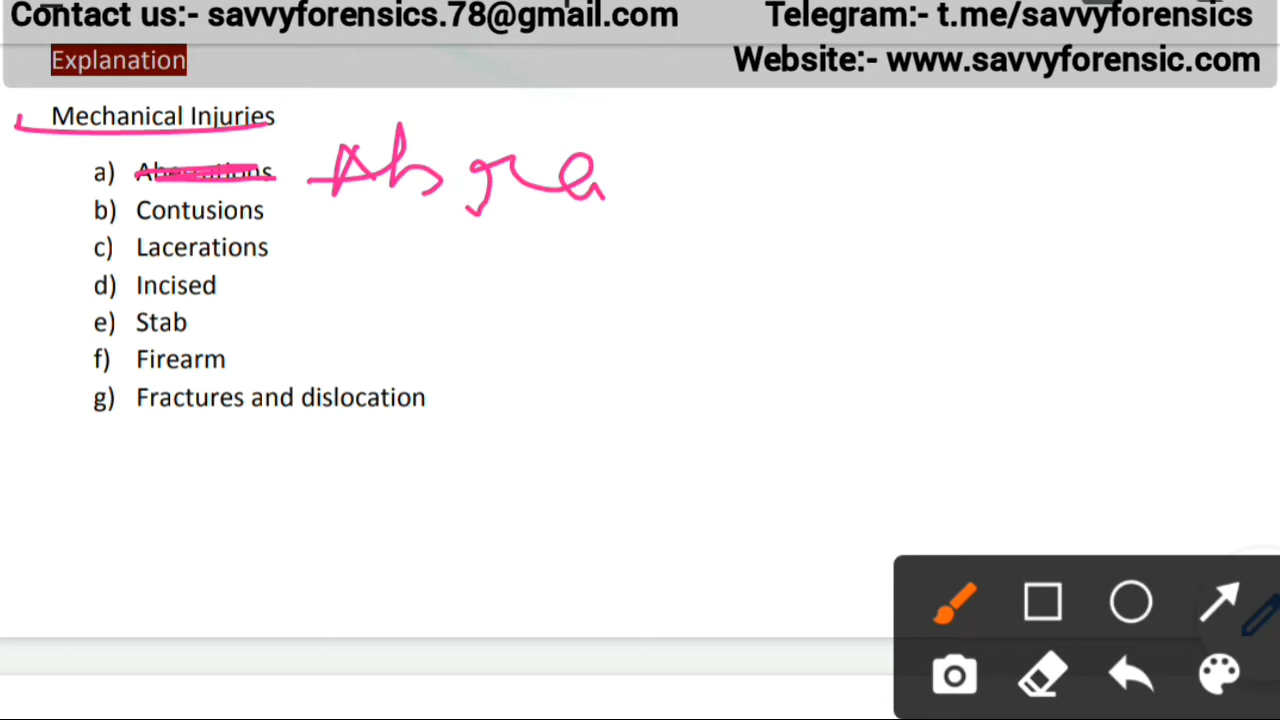 Contact us:- savvyforensics.78@gmail.com Telegram:- t.me/savvyforensics
Explanation Website:- www.savvyforensic.com
Mechanical Injuries
a) Abgra
b) Contusions
c) Lacerations
d) Incised
e) Stab
f) Firearm
g) Fractures and dislocation